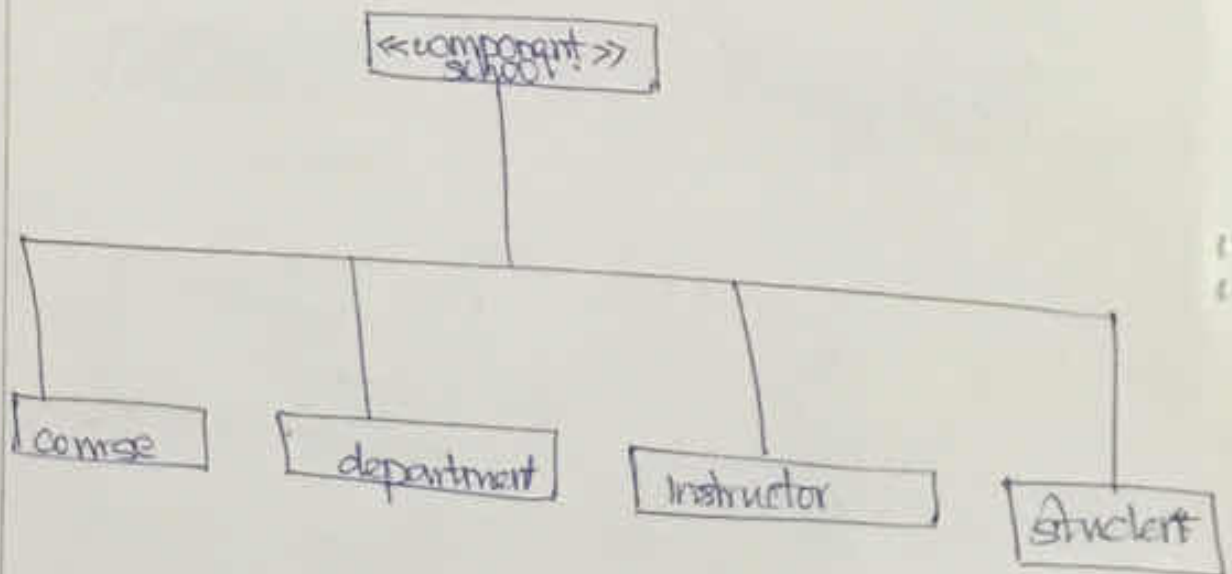 <<component>>
school
course
department
Instructor
student